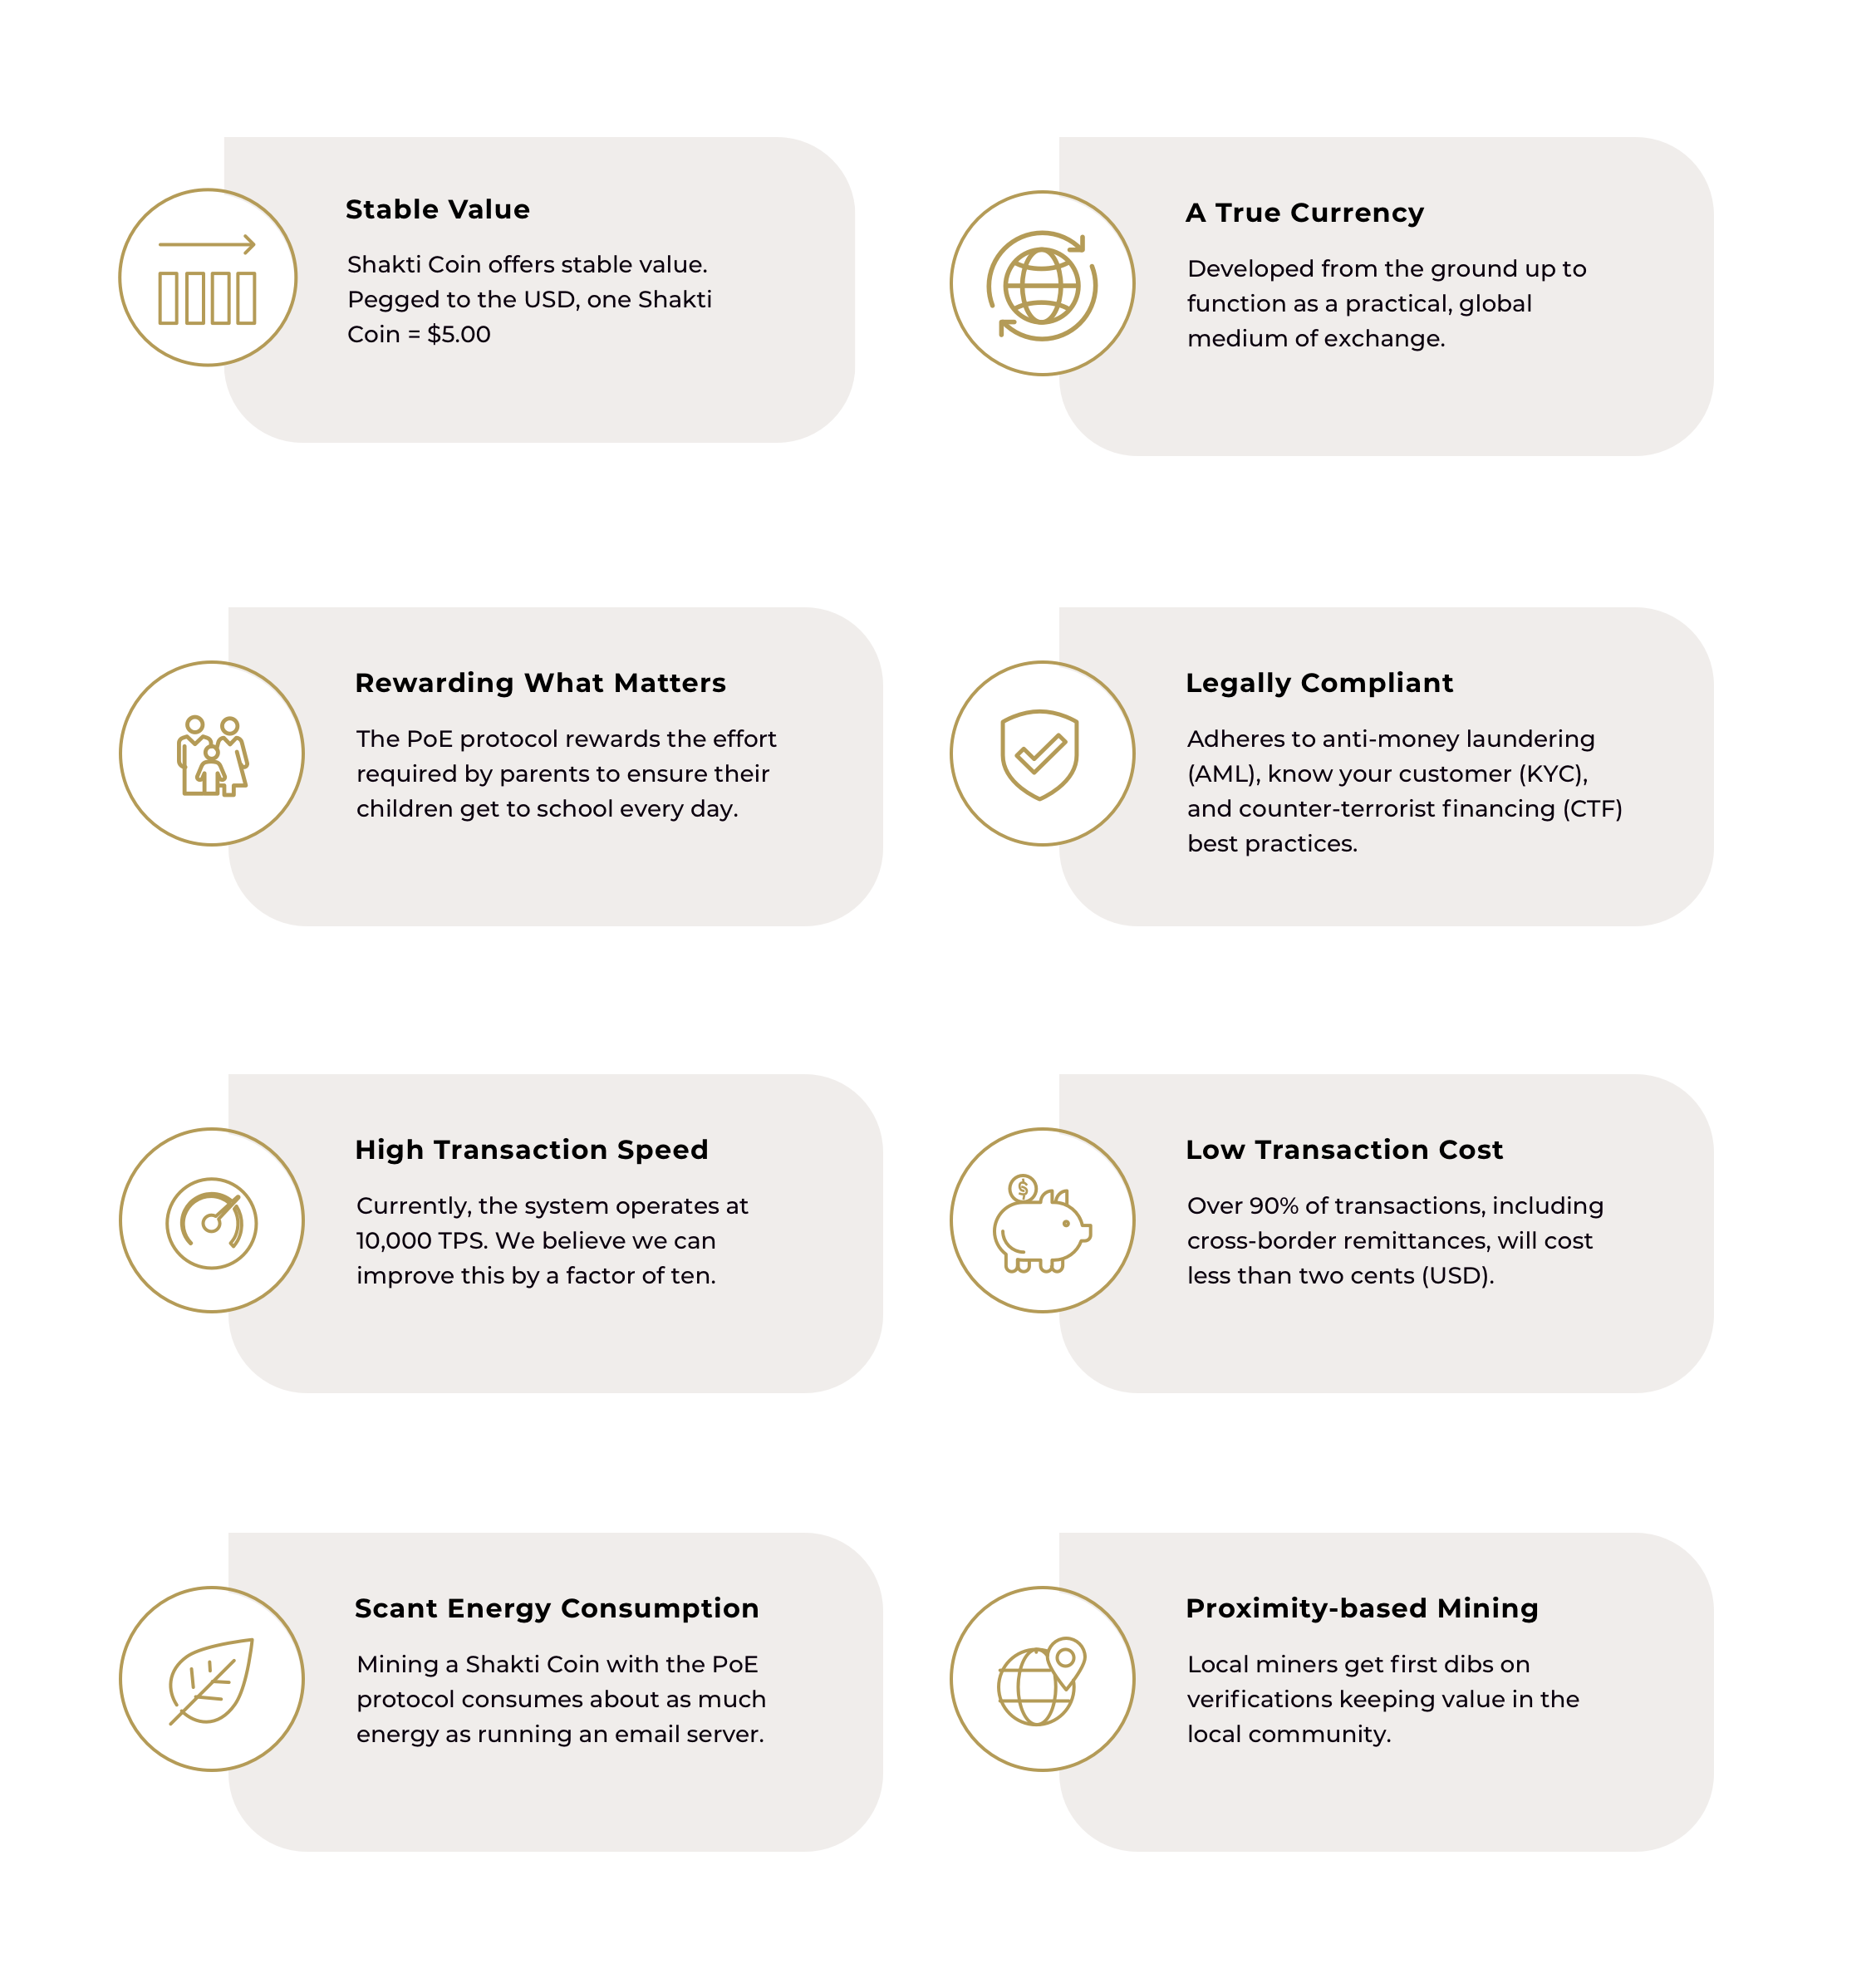 Stable Value
Shakti Coin offers stable value.
Pegged to the USD, one Shakti
Coin = $5.00
A True Currency
Developed from the ground up to
function as a practical, global
medium of exchange.
Rewarding What Matters
The PoE protocol rewards the effort
required by parents to ensure their
children get to school every day.
Legally Compliant
Adheres to anti-money laundering
(AML), know your customer (KYC),
and counter-terrorist financing (CTF)
best practices.
High Transaction Speed
Currently, the system operates at
10,000 TPS. We believe we can
improve this by a factor of ten.
Low Transaction Cost
$
Over 90% of transactions, including
cross-border remittances, will cost
less than two cents (USD).
Scant Energy Consumption
Mining a Shakti Coin with the PoE
protocol consumes about as much
energy as running an email server.
Proximity-based Mining
Local miners get first dibs on
verifications keeping value in the
local community.